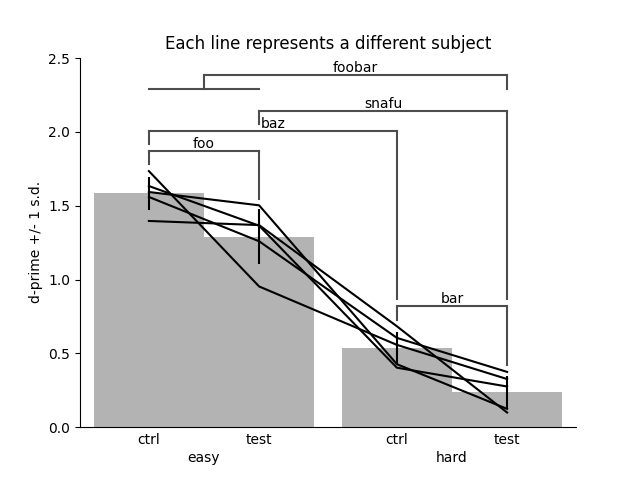 Each line represents a different subject
2.5
foobar
snafu
2.0
baz
foo
1.5
d-prime +/- 1 s.d.
1.0
bar
0.5
0.0
ctrl test ctrl test
easy hard